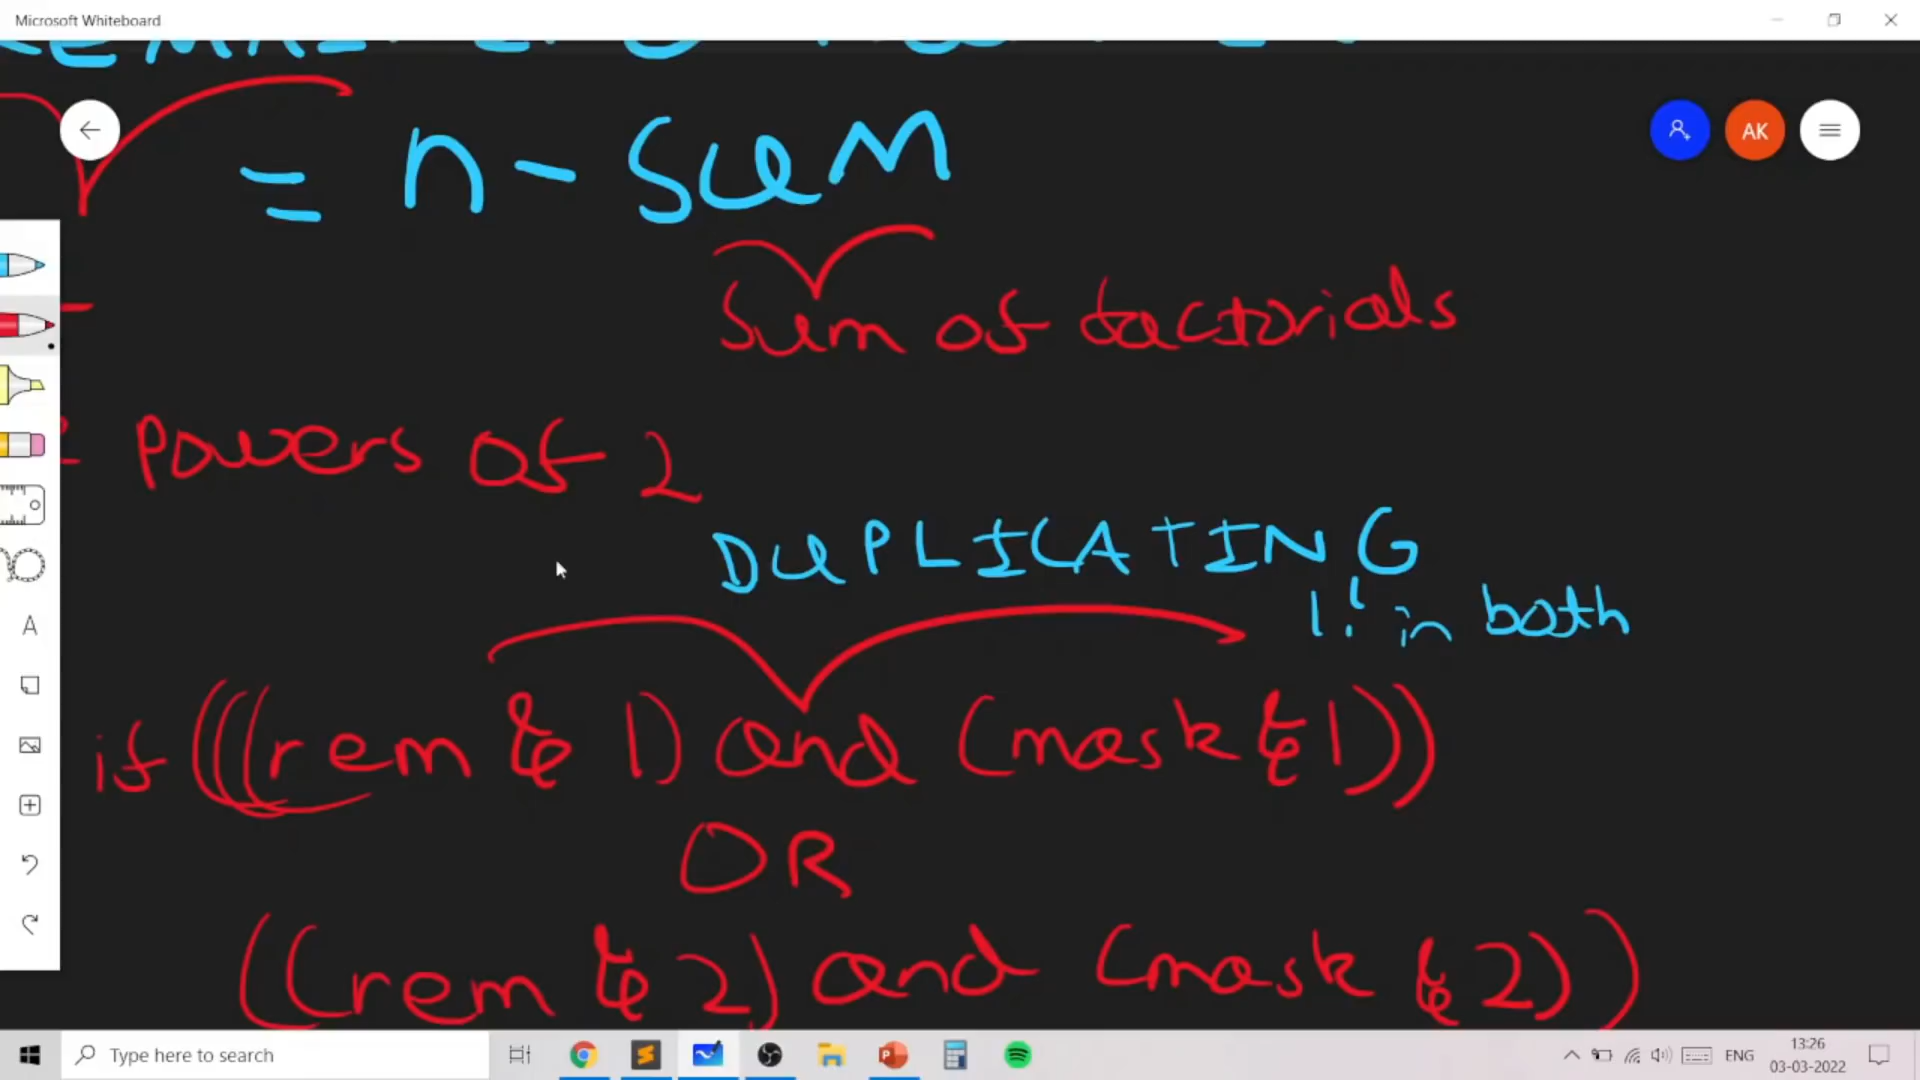 Microsoft Whiteboard
= n - SUM
AK
Sum of factorials
Powers of 2
DUPLICATING
1! in both
if (((rem & 1) and (mask & 1))
OR
((rem & 2) and (mask & 2))
A
Type here to search
ENG
13:26
03-03-2022